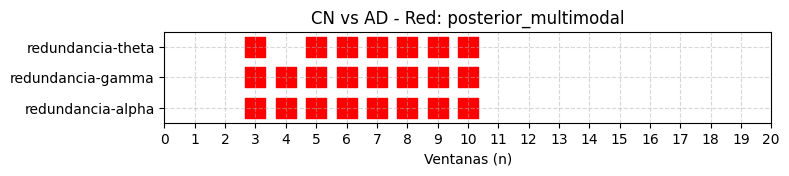 CN vs AD - Red: posterior_multimodal
redundancia-theta
redundancia-gamma
redundancia-alpha
0 1 2 3 4 5 6 7 8 9 10 11 12 13 14 15 16 17 18 19 20
Ventanas (n)